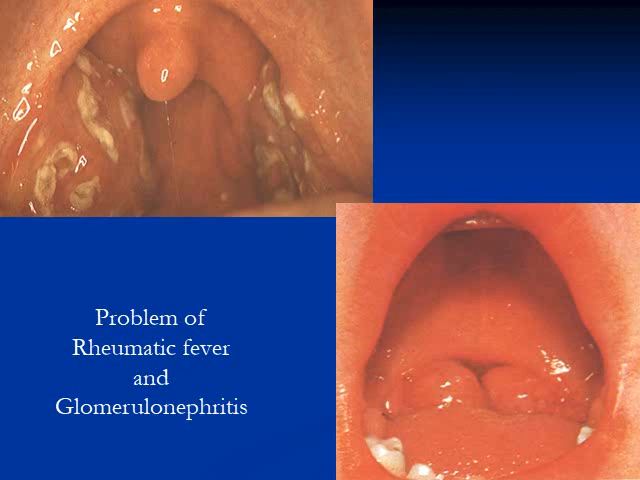 Problem of
Rheumatic fever
and
Glomerulonephritis